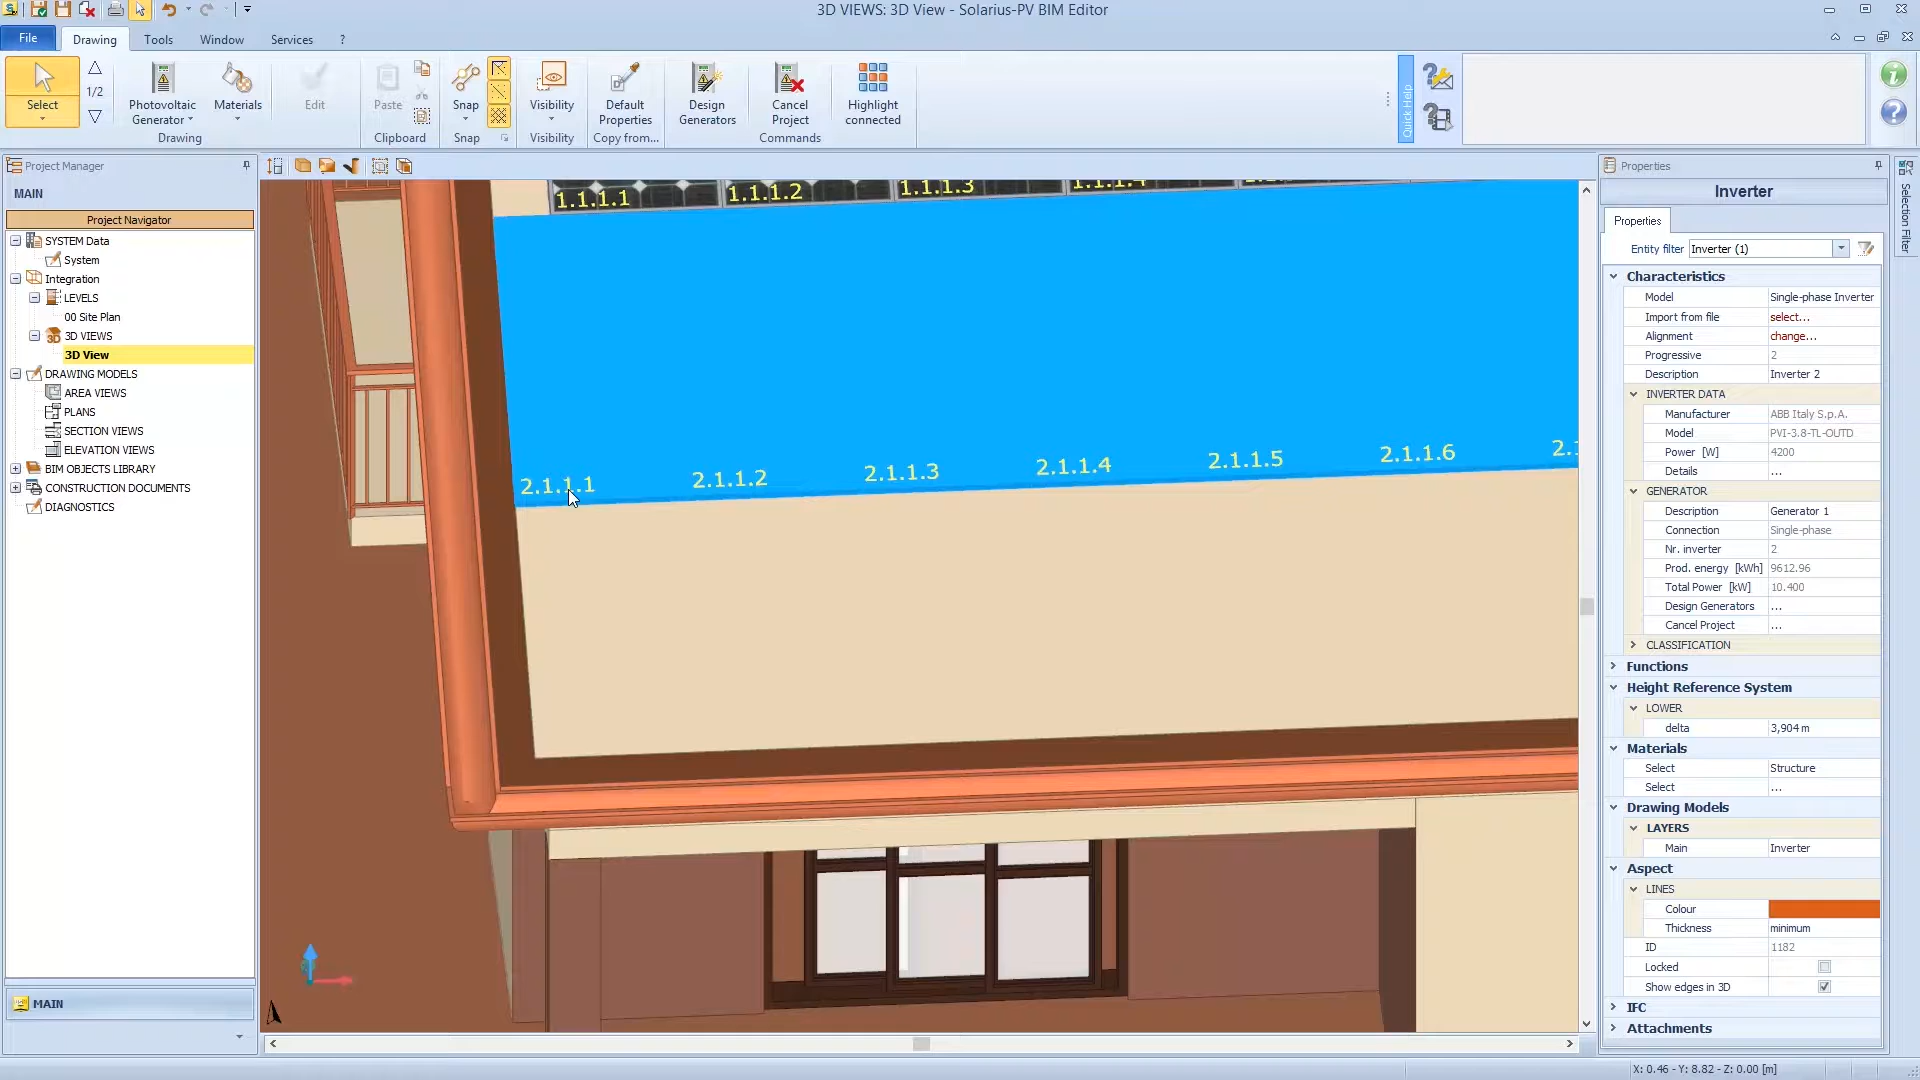 3D VIEWS: 3D View - Solarius-PV BIM Editor
File
Drawing
Tools
Window
Services
?
Select
1/2
Photovoltaic
Generator
Materials
Edit
Drawing
Paste
Clipboard
Snap
Snap
Visibility
Visibility
Default
Properties
Copy from...
Design
Generators
Cancel
Project
Commands
Highlight
connected
Quick Help
Project Manager
MAIN
Project Navigator
SYSTEM Data
System
Integration
LEVELS
00 Site Plan
3D VIEWS
3D View
DRAWING MODELS
AREA VIEWS
PLANS
SECTION VIEWS
ELEVATION VIEWS
BIM OBJECTS LIBRARY
CONSTRUCTION DOCUMENTS
DIAGNOSTICS
MAIN
1.1.1.1
1.1.1.2
1.1.1.3
1.1.1.4
2.1.1.1
2.1.1.2
2.1.1.3
2.1.1.4
2.1.1.5
2.1.1.6
Properties
Inverter
Properties
Selection Filter
Entity filter Inverter (1)
Characteristics
Model Single-phase Inverter
Import from file select...
Alignment change...
Progressive 2
Description Inverter 2
INVERTER DATA
Manufacturer ABB Italy S.p.A.
Model PVI-3.8-TL-OUTD
Power [W] 4200
Details ...
GENERATOR
Description Generator 1
Connection Single-phase
Nr. inverter 2
Prod. energy [kWh] 9612.96
Total Power [kW] 10.400
Design Generators ...
Cancel Project ...
CLASSIFICATION
Functions
Height Reference System
LOWER
delta 3,904 m
Materials
Select Structure
Select ...
Drawing Models
LAYERS
Main Inverter
Aspect
LINES
Colour
Thickness minimum
ID 1182
Locked
Show edges in 3D
IFC
Attachments
X: 0.46 - Y: 8.82 - Z: 0.00 [m]